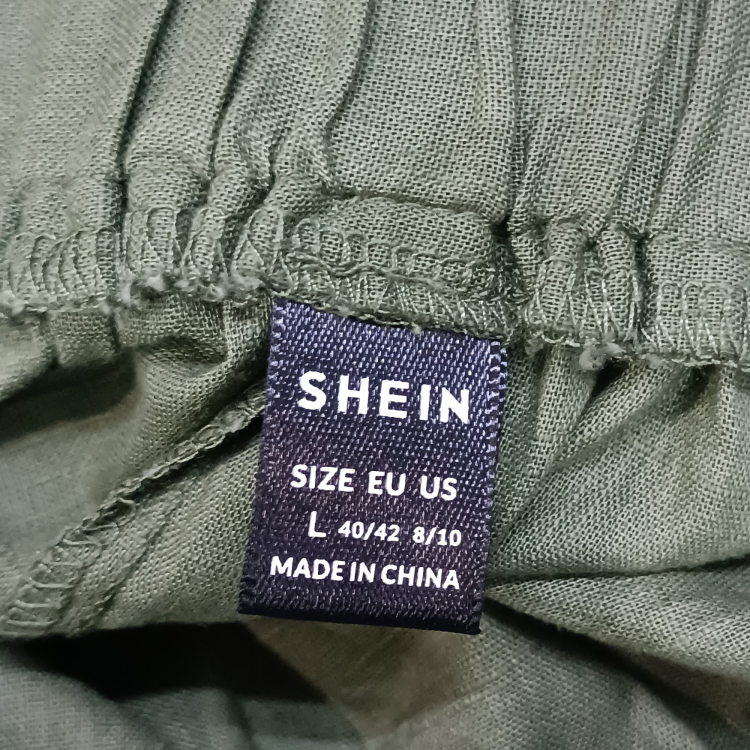 SHEIN
SIZE EU US
L 40/42 8/10
MADE IN CHINA